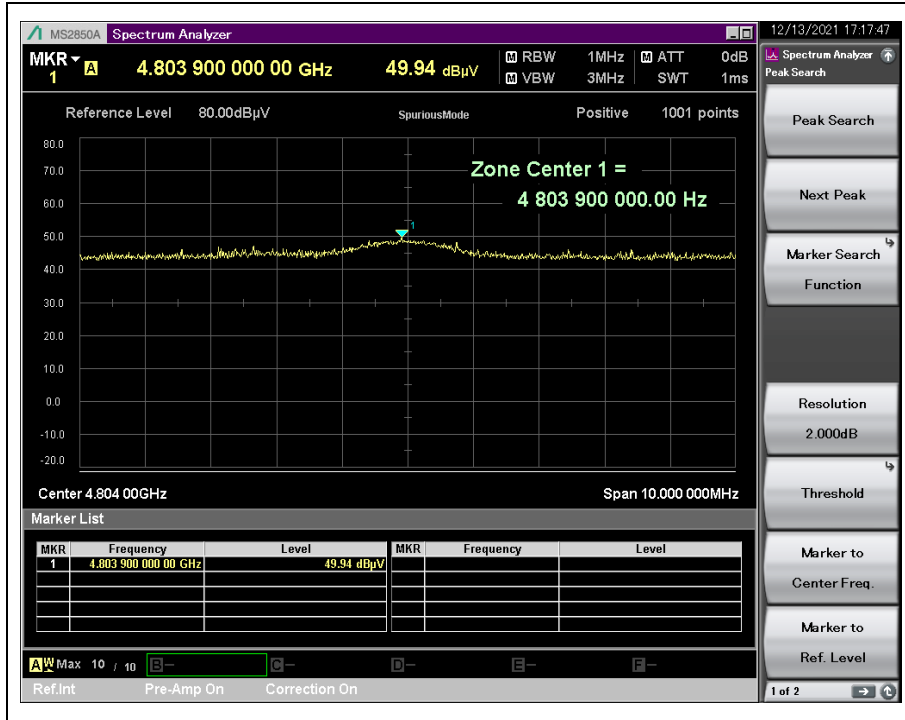 MS2850A Spectrum Analyzer
12/13/2021 17:17:47
MKR 1 A 4.803 900 000 00 GHz 49.94 dBµV
M RBW 1MHz M ATT 0dB
M VBW 3MHz SWT 1ms
Spectrum Analyzer
Peak Search
Reference Level 80.00dBµV SpuriousMode Positive 1001 points
80.0
70.0
60.0
50.0
40.0
30.0
20.0
10.0
0.0
-10.0
-20.0
Zone Center 1 =
4 803 900 000.00 Hz
1
Center 4.804 00GHz Span 10.000 000MHz
Marker List
MKR Frequency Level MKR Frequency Level
1 4.803 900 000 00 GHz 49.94 dBµV
A W Max 10 / 10 B- C- D- E- F-
Ref.Int Pre-Amp On Correction On
Peak Search
Next Peak
Marker Search
Function
Resolution
2.000dB
Threshold
Marker to
Center Freq.
Marker to
Ref. Level
1 of 2